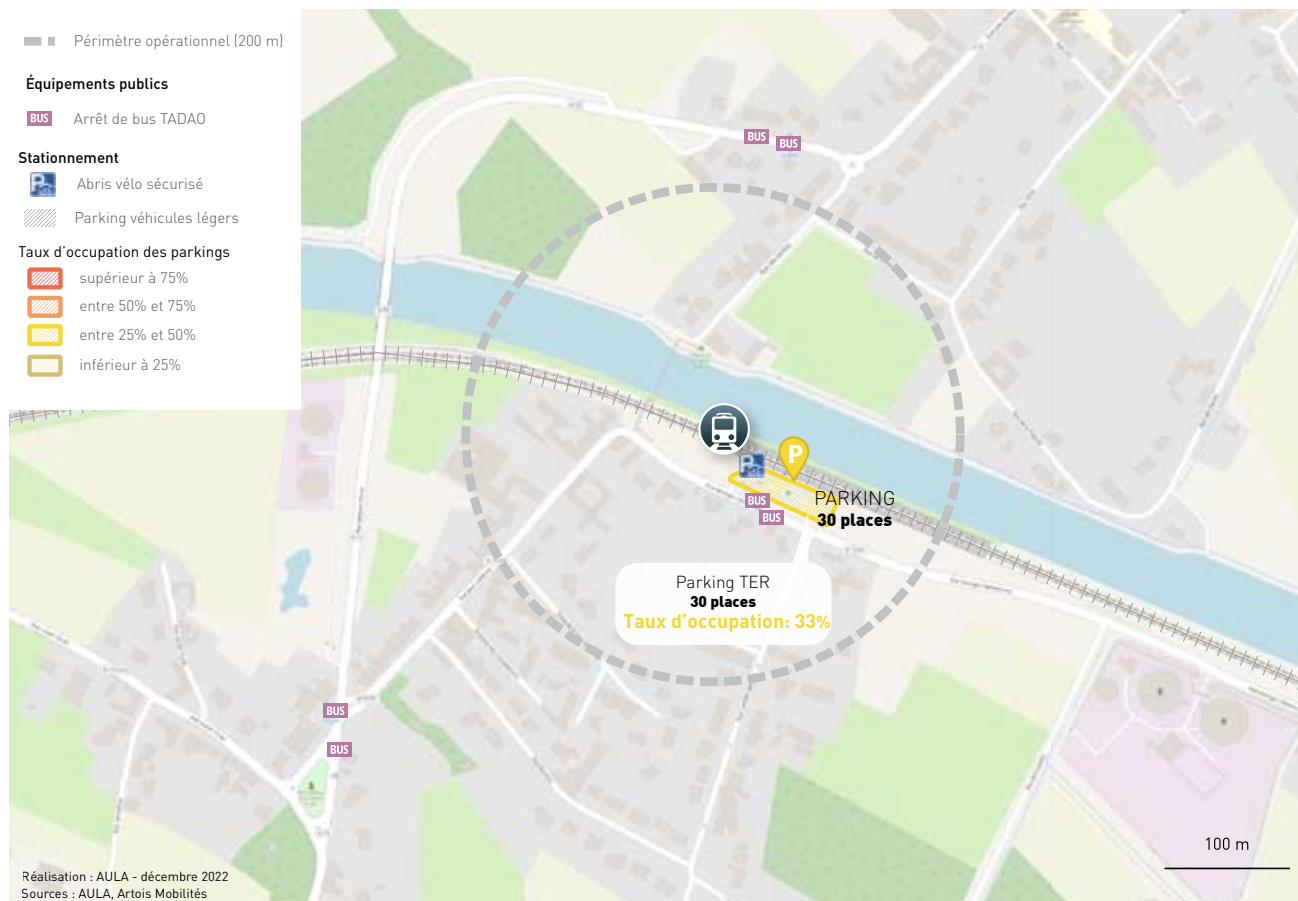 Périmètre opérationnel (200 m)
Équipements publics
BUS Arrêt de bus TADAO
Stationnement
Abris vélo sécurisé
Parking véhicules légers
Taux d'occupation des parkings
supérieur à 75%
entre 50% et 75%
entre 25% et 50%
inférieur à 25%
BUS
BUS
P
PARKING
30 places
BUS
BUS
Parking TER
30 places
Taux d'occupation: 33%
BUS
BUS
100 m
Réalisation : AULA - décembre 2022
Sources : AULA, Artois Mobilités